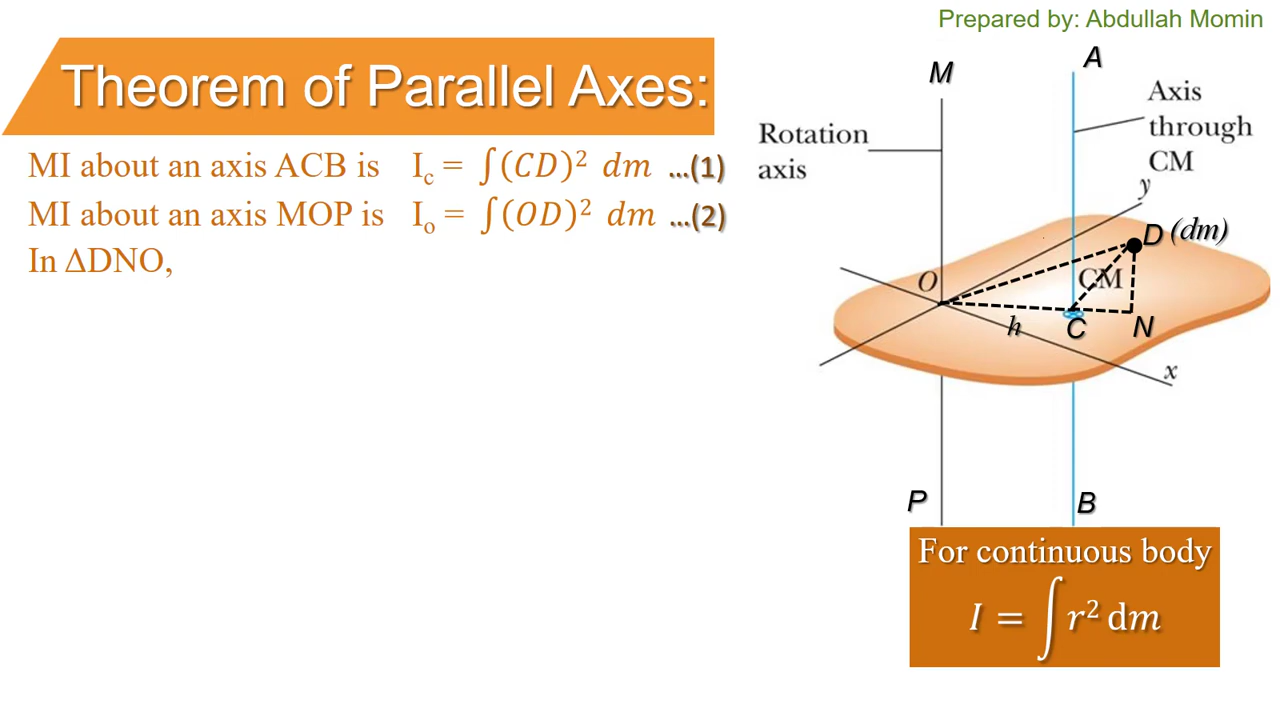 Prepared by: Abdullah Momin
Theorem of Parallel Axes:
MI about an axis ACB is I_c = ∫(CD)² dm ...(1)
MI about an axis MOP is I_o = ∫(OD)² dm ...(2)
In ΔDNO,
A
M
Axis
through
CM
Rotation
axis
y
D (dm)
O
CM
h
C
N
x
P
B
For continuous body
I = ∫ r² dm